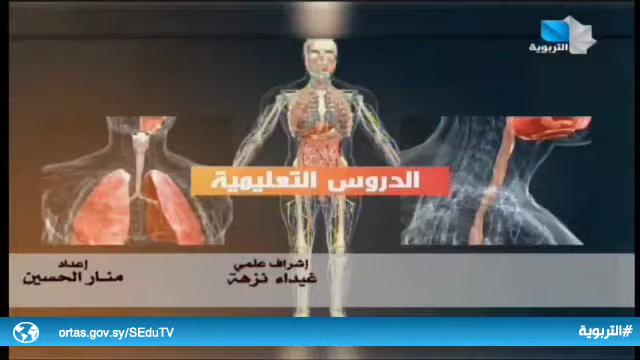 التربوية
الدروس التعليمية
إشراف علمي
غيداء نزهة
إعداد
منار الحسين
#التربوية
ortas.gov.sy/SEduTV